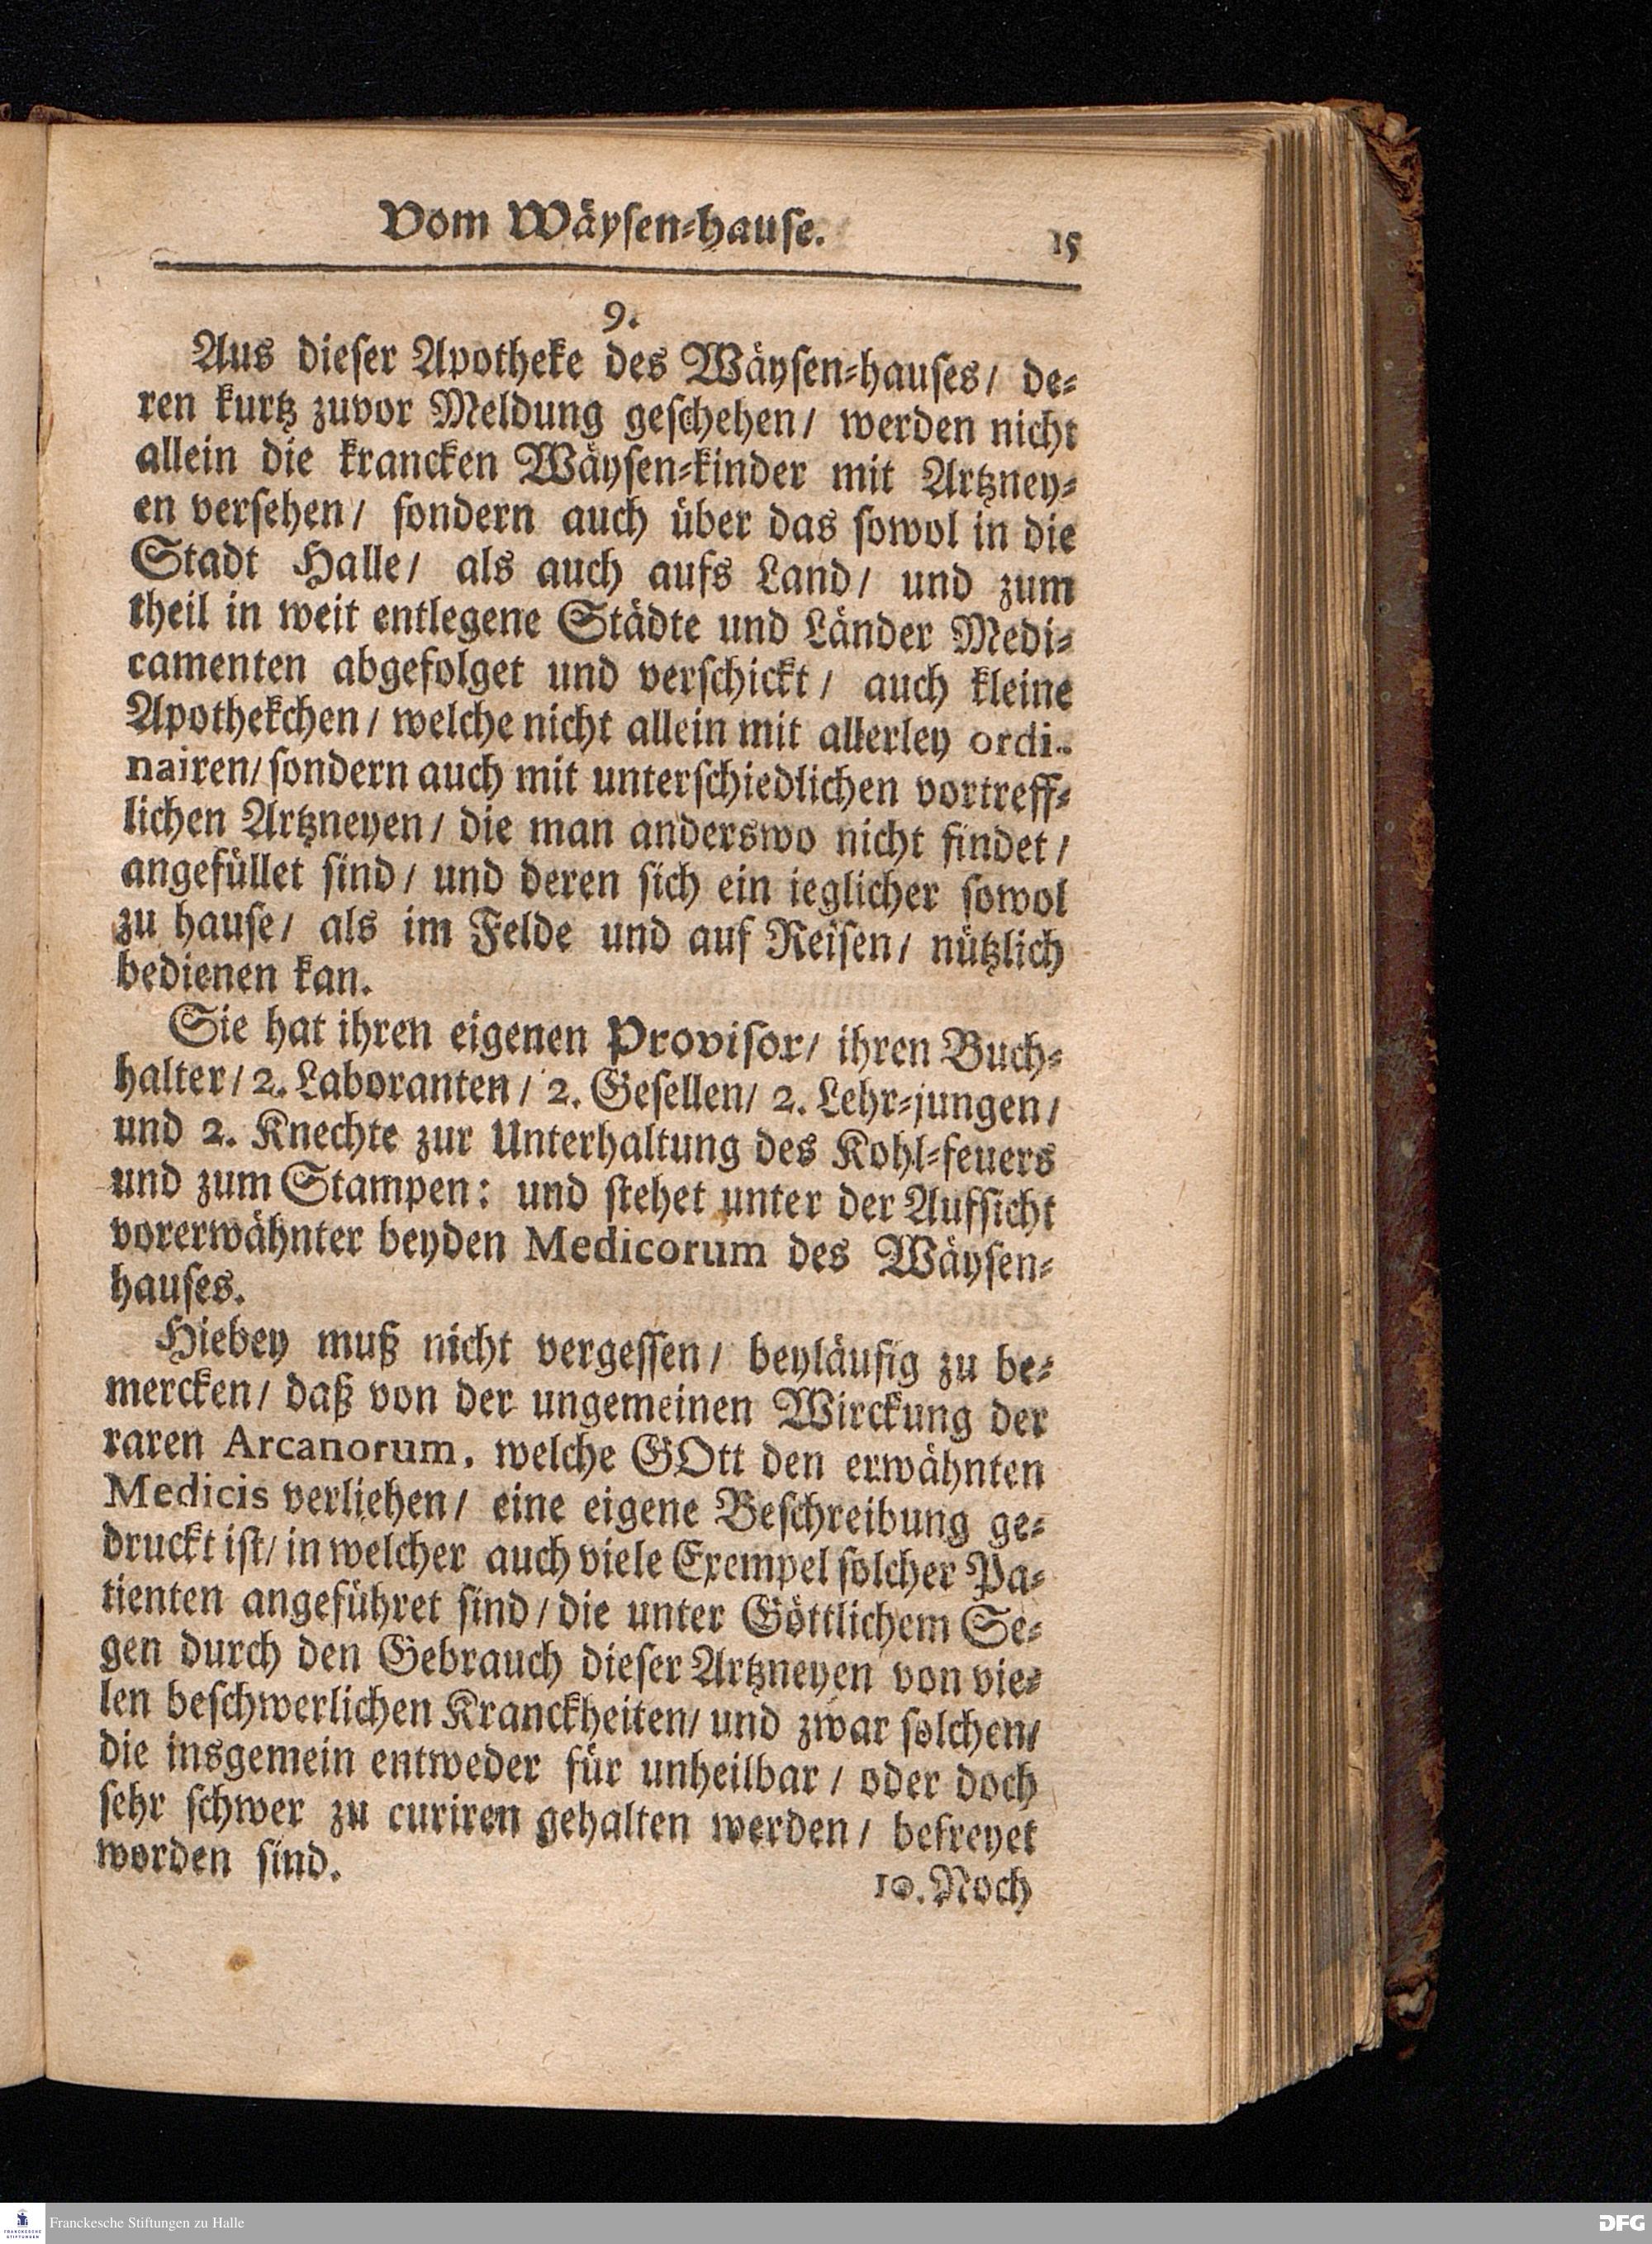 Vom Wäysen-hause. 15
9.
Aus dieser Apotheke des Wäysen-hauses/ de-
ren kurtz zuvor Meldung geschehen/ werden nicht
allein die krancken Wäysen-kinder mit Artzney-
en versehen/ sondern auch über das sowol in die
Stadt Halle/ als auch aufs Land/ und zum
theil in weit entlegene Städte und Länder Medi-
camenten abgefolget und verschickt/ auch kleine
Apothekchen/ welche nicht allein mit allerley ordi-
nairen/ sondern auch mit unterschiedlichen vortreff-
lichen Artzneyen/ die man anderswo nicht findet/
angefüllet sind/ und deren sich ein ieglicher sowol
zu hause/ als im Felde und auf Reisen/ nützlich
bedienen kan.
Sie hat ihren eigenen Provisor/ ihren Buch-
halter/ 2. Laboranten/ 2. Gesellen/ 2. Lehr-jungen/
und 2. Knechte zur Unterhaltung des Kohl-feuers
und zum Stampen: und stehet unter der Aufsicht
vorerwähnter beyden Medicorum des Wäysen-
hauses.
Hiebey muß nicht vergessen/ beyläufig zu be-
mercken/ daß von der ungemeinen Wirckung der
raren Arcanorum, welche GOtt den erwähnten
Medicis verliehen/ eine eigene Beschreibung ge-
druckt ist/ in welcher auch viele Exempel solcher Pa-
tienten angeführet sind/ die unter Göttlichem Se-
gen durch den Gebrauch dieser Artzneyen von vie-
len beschwerlichen Kranckheiten/ und zwar solchen/
die insgemein entweder für unheilbar/ oder doch
sehr schwer zu curiren gehalten werden/ befreyet
worden sind.
10. Noch
FRANCKESCHE STIFTUNGEN
Franckesche Stiftungen zu Halle
DFG